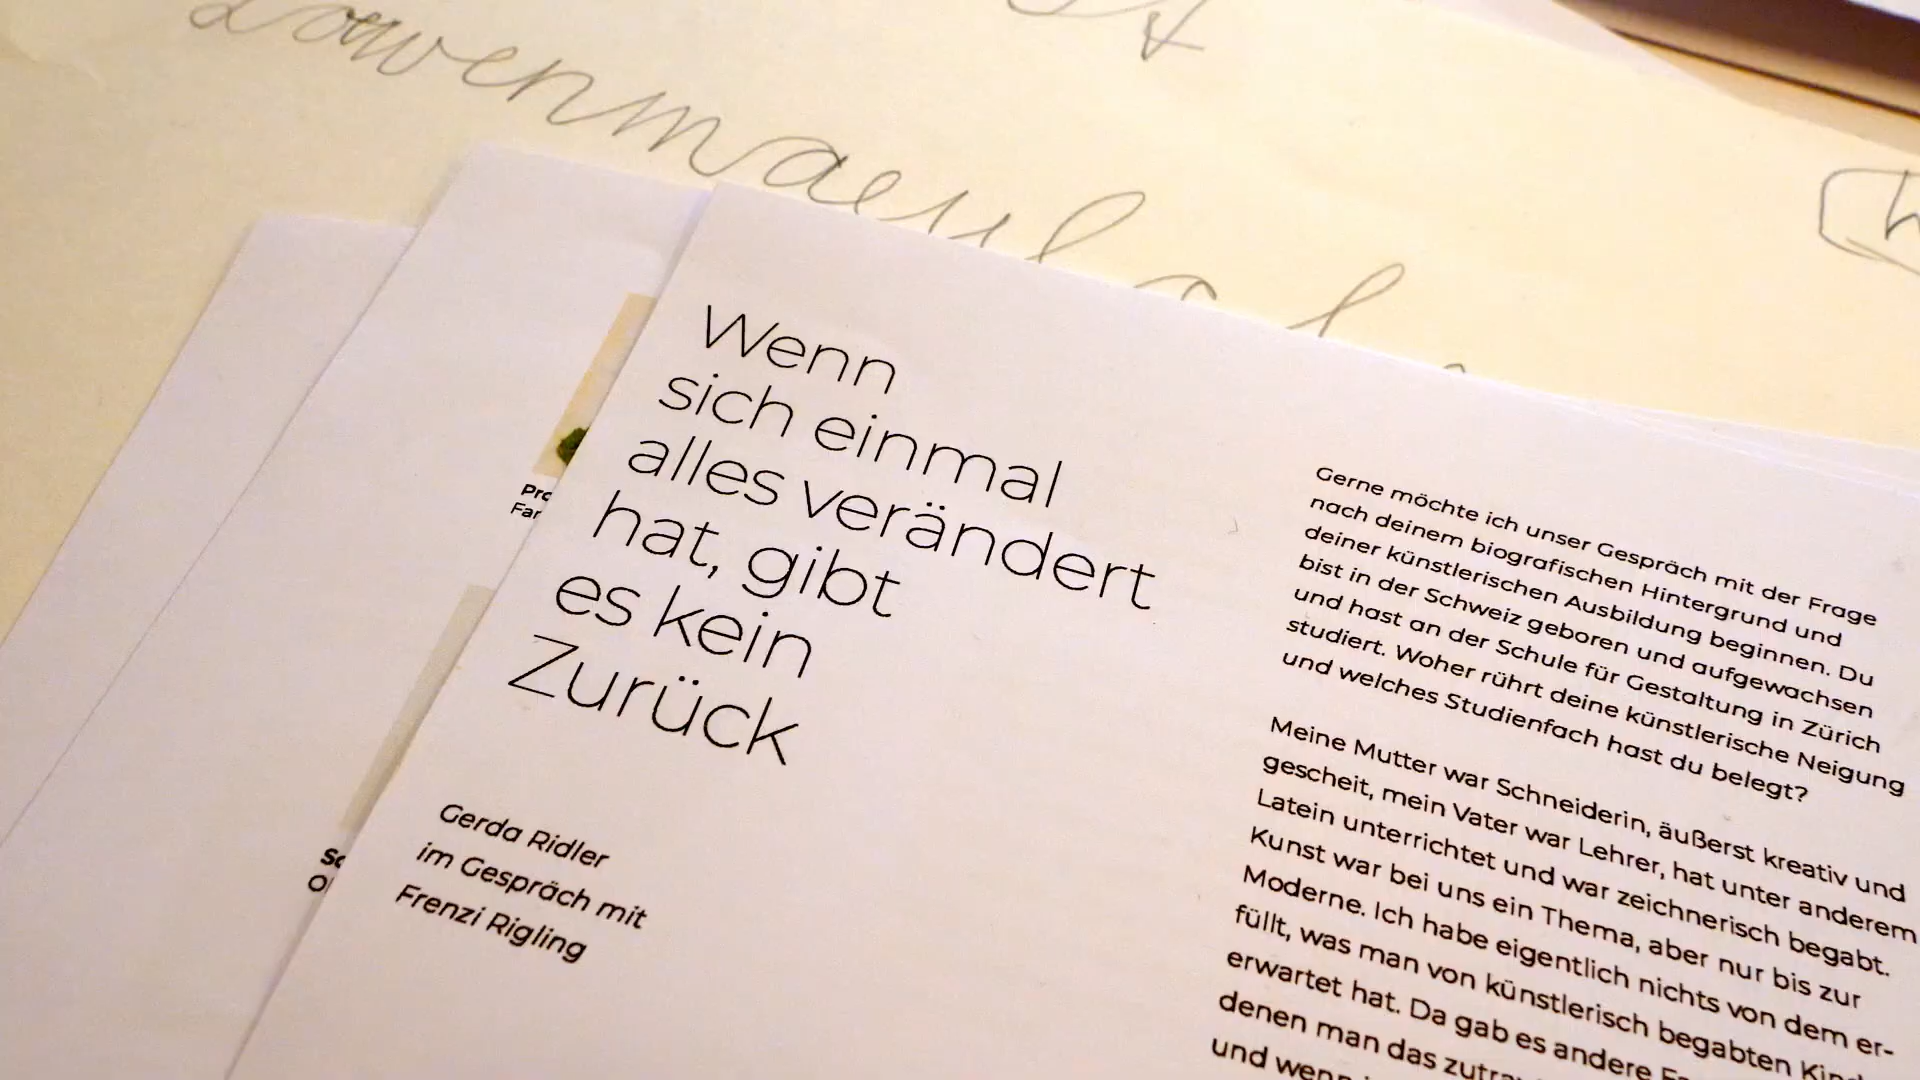 Wenn
sich einmal
alles verändert
hat, gibt
es kein
Zurück
Gerda Ridler
im Gespräch mit
Frenzi Rigling
Gerne möchte ich unser Gespräch mit der Frage
nach deinem biografischen Hintergrund und
deiner künstlerischen Ausbildung beginnen. Du
bist in der Schweiz geboren und aufgewachsen
und hast an der Schule für Gestaltung in Zürich
studiert. Woher rührt deine künstlerische Neigung
und welches Studienfach hast du belegt?
Meine Mutter war Schneiderin, äußerst kreativ und
gescheit, mein Vater war Lehrer, hat unter anderem
Latein unterrichtet und war zeichnerisch begabt.
Kunst war bei uns ein Thema, aber nur bis zur
Moderne. Ich habe eigentlich nichts von dem er-
füllt, was man von künstlerisch begabten
erwartet hat. Da gab es andere
denen man das
und wenn